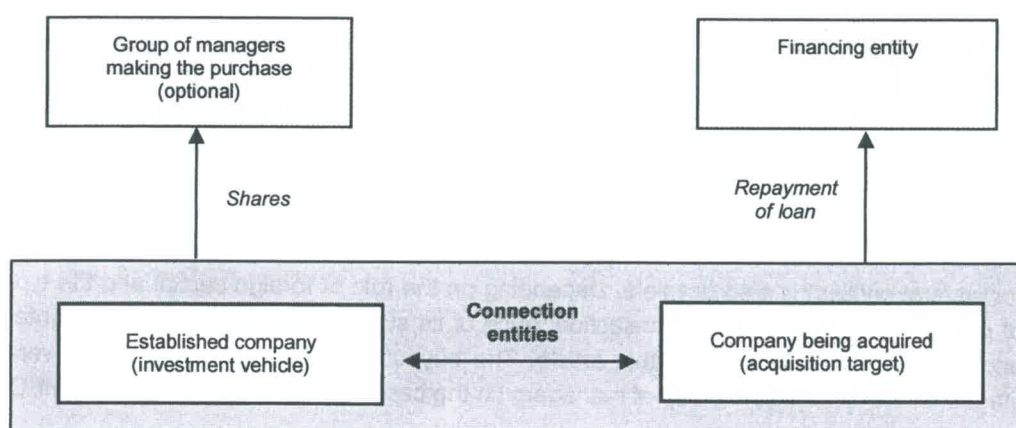 Group of managers
making the purchase
(optional)
Financing entity
Shares
Repayment
of loan
Connection
entities
Established company
(investment vehicle)
Company being acquired
(acquisition target)